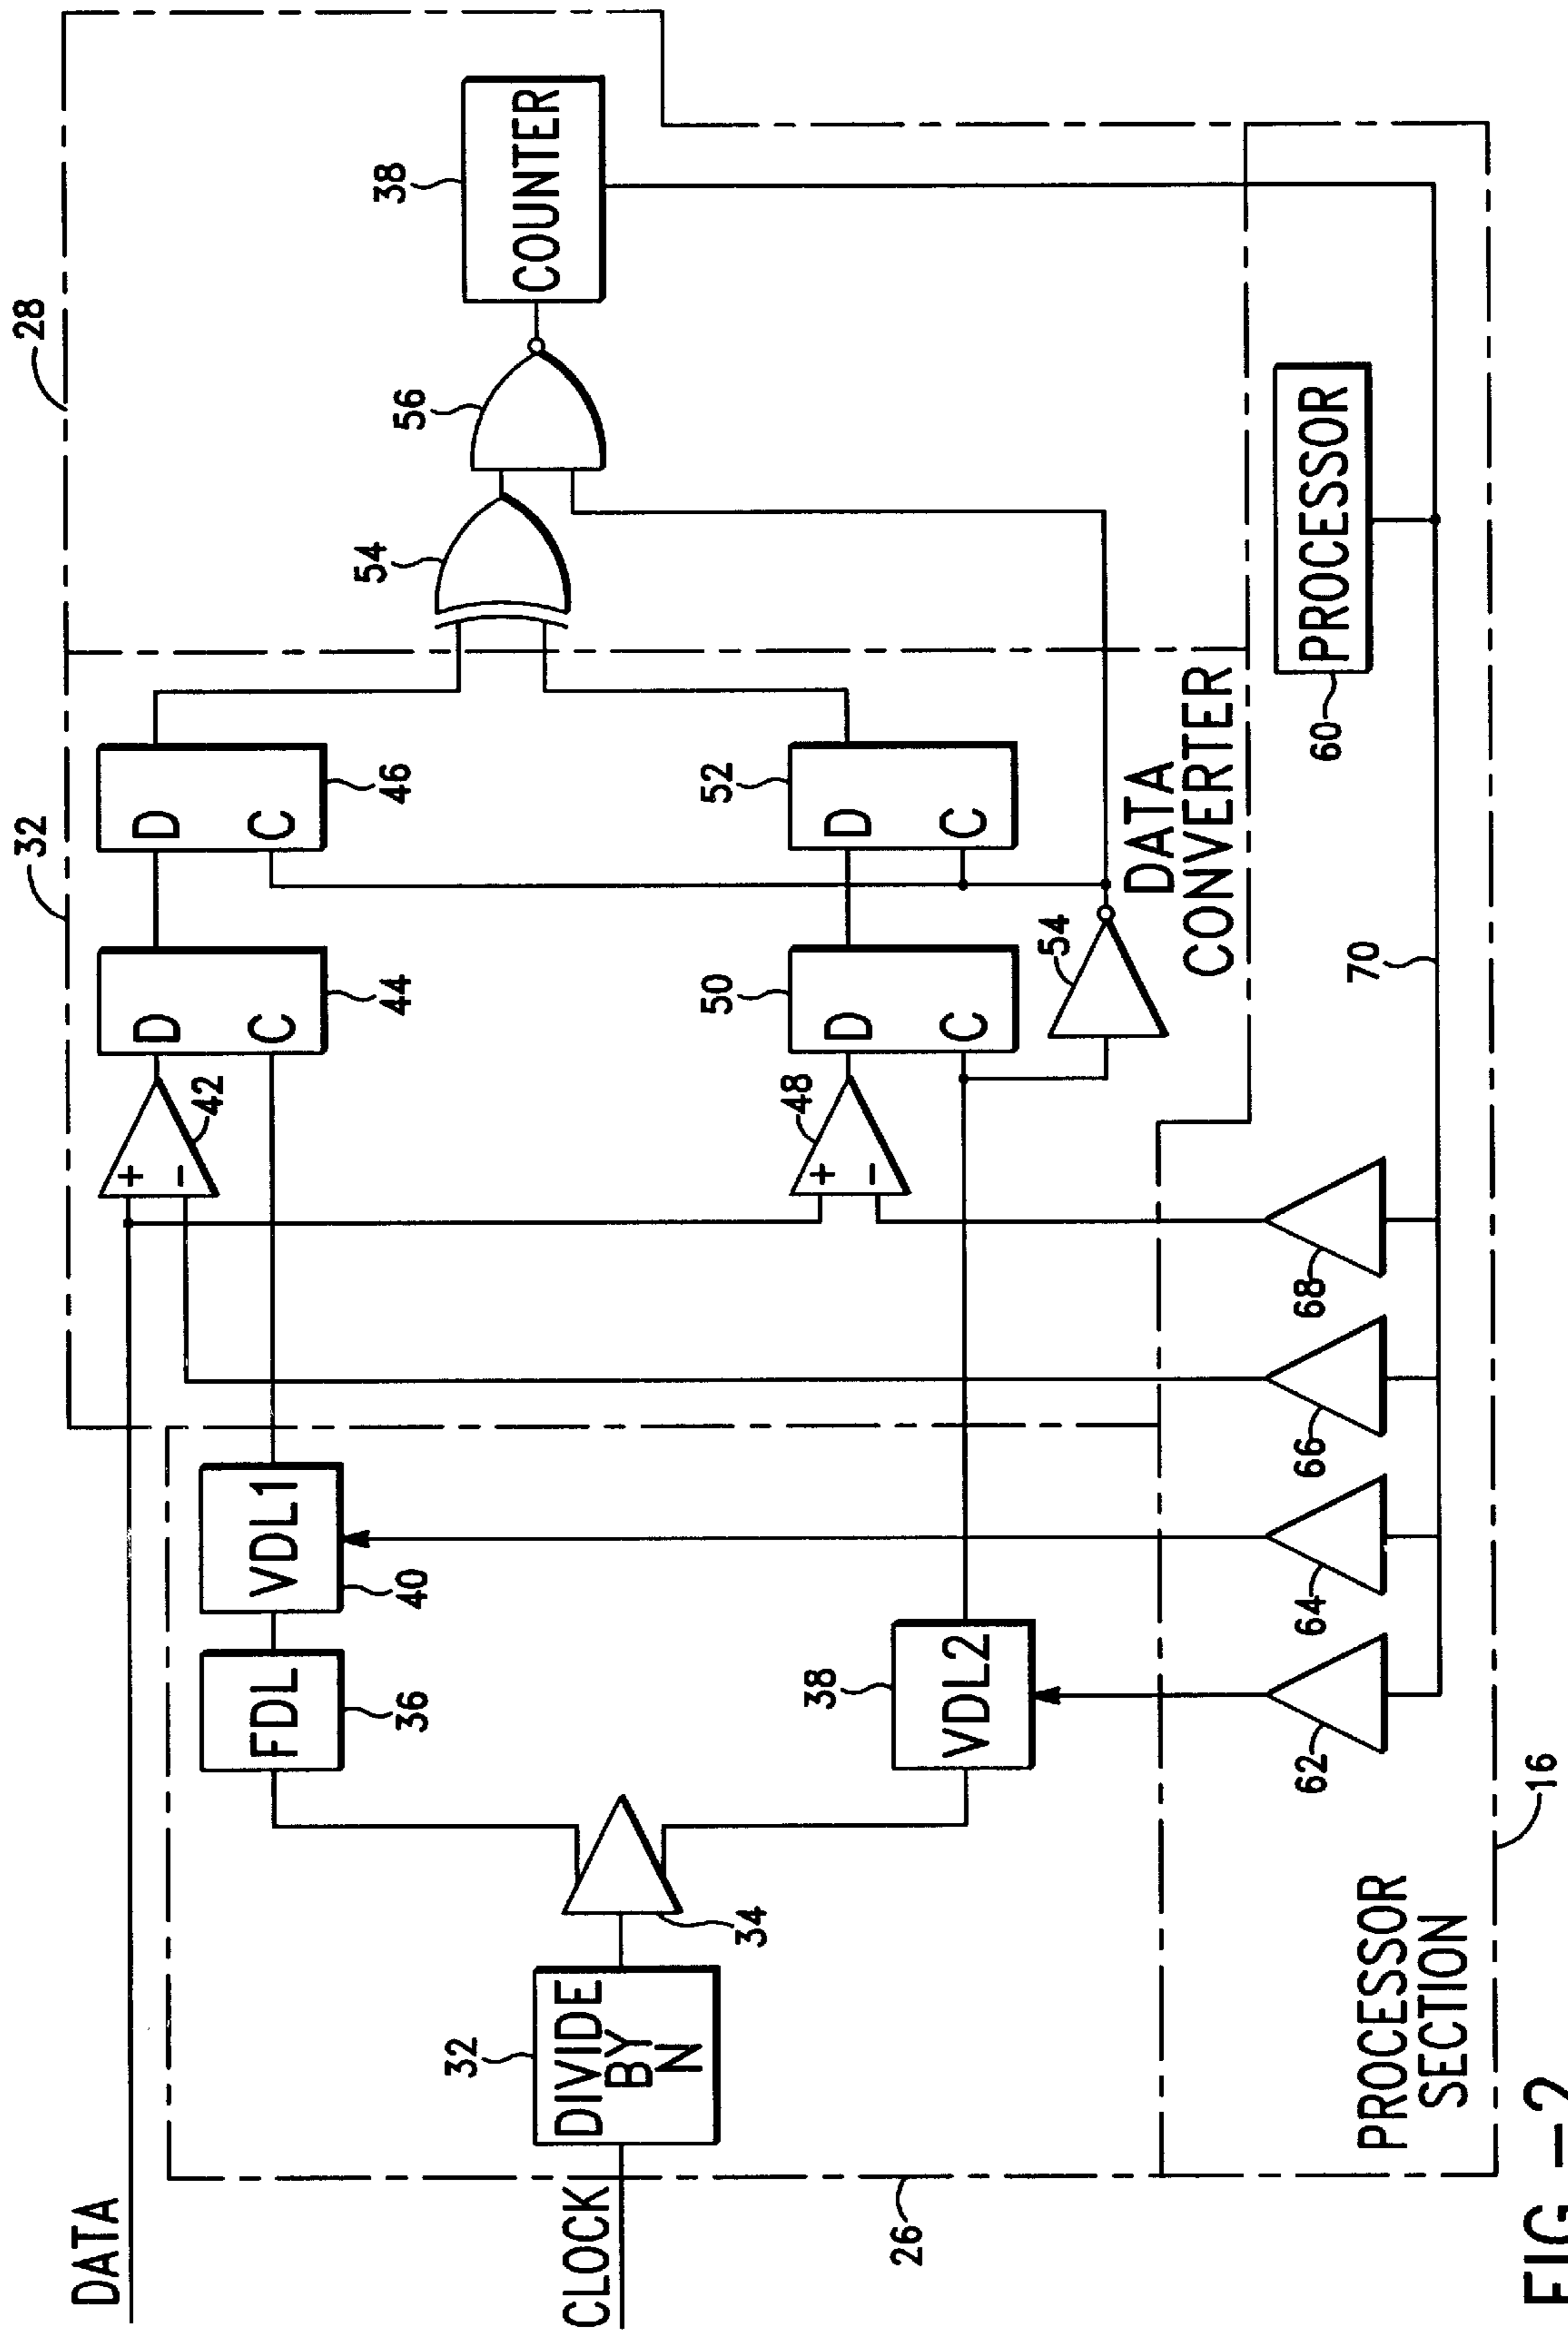 DATA
CLOCK
26
32
DIVIDE
BY
N
34
FDL
36
VDL1
40
VDL2
38
32
+
-
42
D
C
44
D
C
46
+
-
48
D
C
50
D
C
52
54
DATA
CONVERTER
28
54
56
COUNTER
38
PROCESSOR
60
62
64
66
68
70
PROCESSOR
SECTION
16
FIG-2